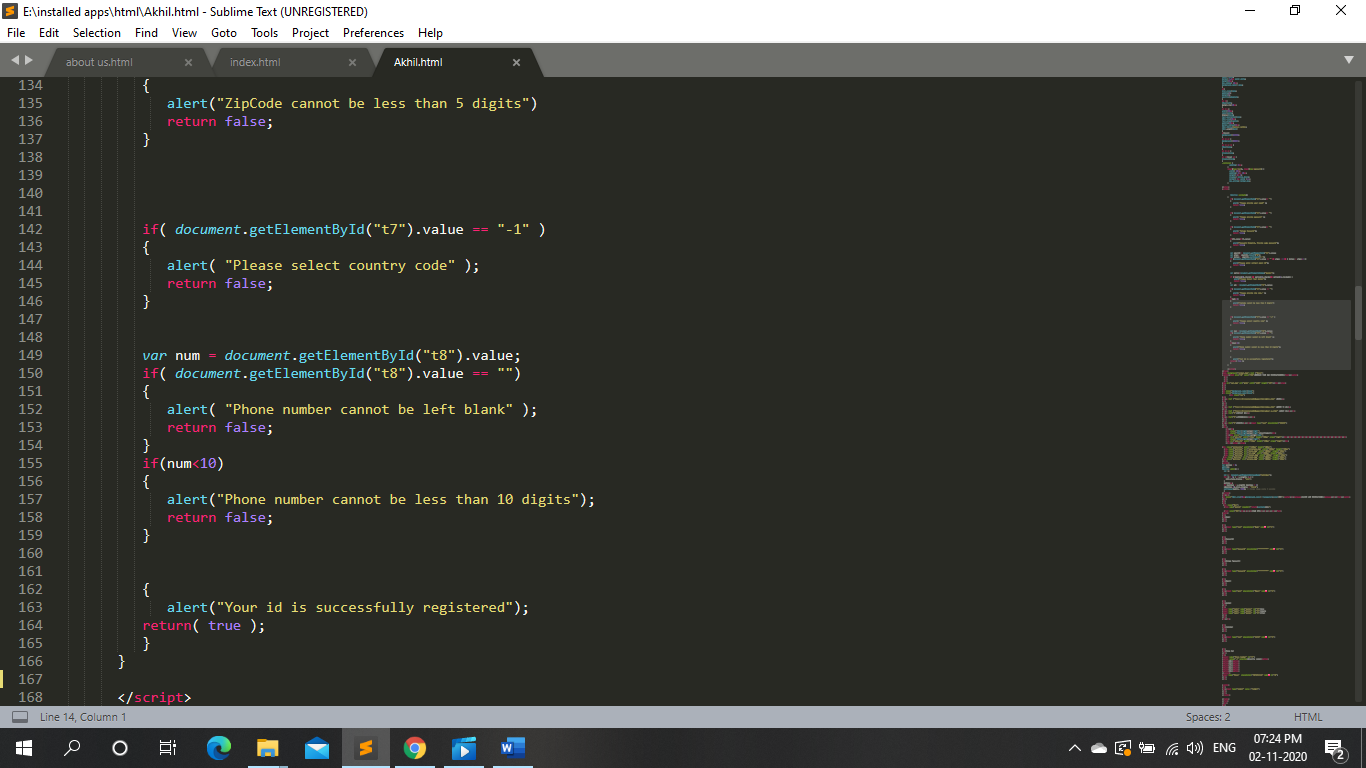 E:\installed apps\html\Akhil.html - Sublime Text (UNREGISTERED)
File Edit Selection Find View Goto Tools Project Preferences Help
about us.html × index.html × Akhil.html ×
134 {
135 alert("ZipCode cannot be less than 5 digits")
136 return false;
137 }
138
139
140
141
142 if( document.getElementById("t7").value == "-1" )
143 {
144 alert( "Please select country code" );
145 return false;
146 }
147
148
149 var num = document.getElementById("t8").value;
150 if( document.getElementById("t8").value == "")
151 {
152 alert( "Phone number cannot be left blank" );
153 return false;
154 }
155 if(num<10)
156 {
157 alert("Phone number cannot be less than 10 digits");
158 return false;
159 }
160
161
162 {
163 alert("Your id is successfully registered");
164 return( true );
165 }
166 }
167
168 </script>
Line 14, Column 1 Spaces: 2 HTML
ENG 07:24 PM
02-11-2020
2